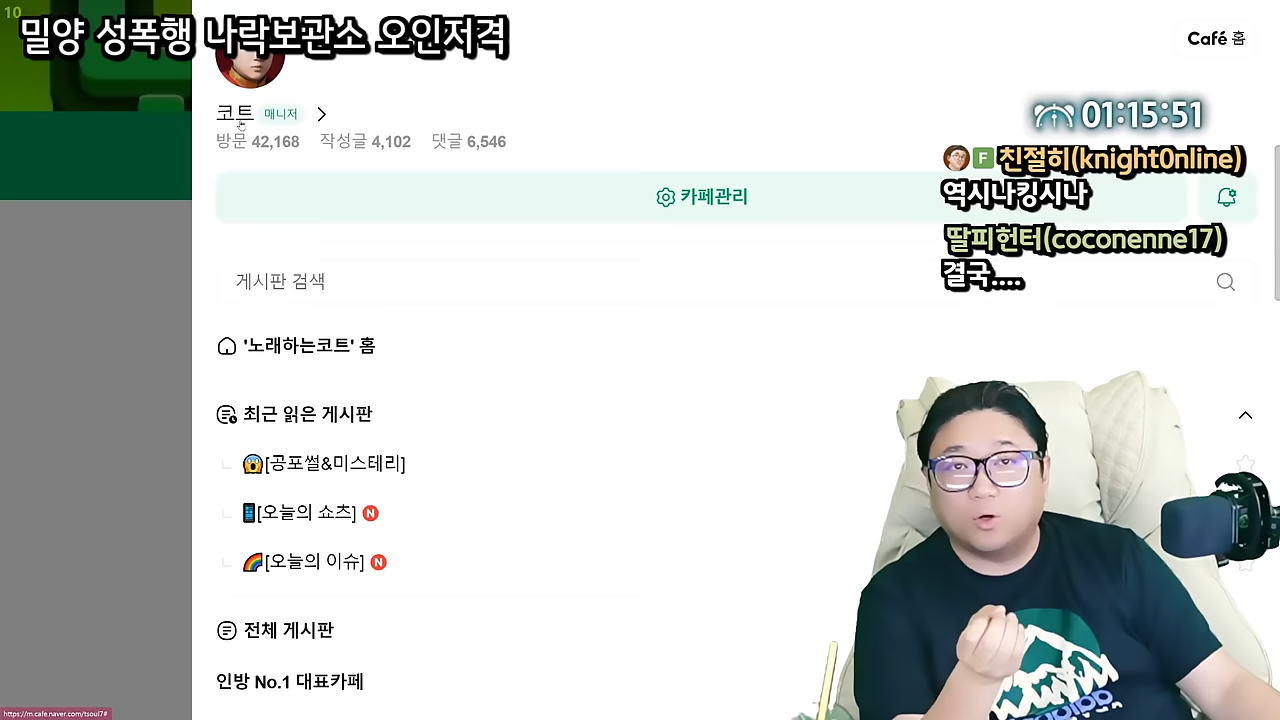 10
밀양 성폭행 나락보관소 오인저격
Café 홈
코트 매니저
방문 42,168 작성글 4,102 댓글 6,546
01:15:51
F 친절히(knight0nline)
역시나킹시나
딸피헌터(coconenne17)
결국....
카페관리
게시판 검색
'노래하는코트' 홈
최근 읽은 게시판
[공포썰&미스테리]
[오늘의 쇼츠] N
[오늘의 이슈] N
전체 게시판
인방 No.1 대표카페
https://m.cafe.naver.com/tsoul7#